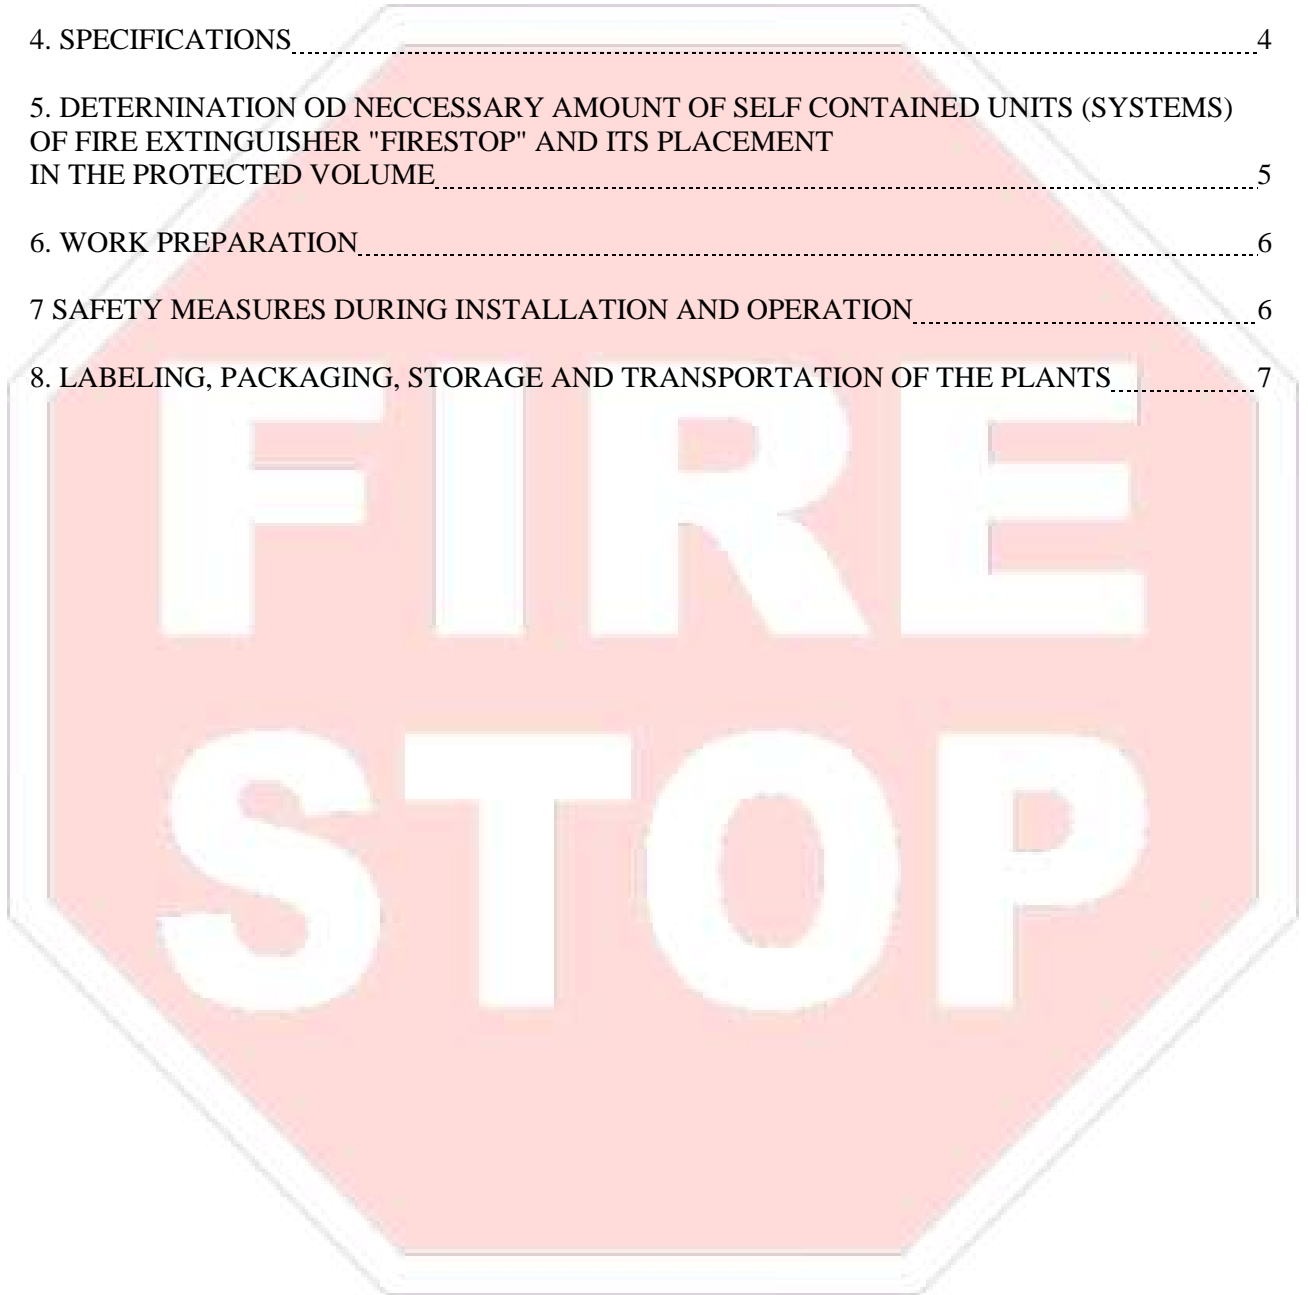 4. SPECIFICATIONS 4
5. DETERNINATION OD NECCESSARY AMOUNT OF SELF CONTAINED UNITS (SYSTEMS)
OF FIRE EXTINGUISHER "FIRESTOP" AND ITS PLACEMENT
IN THE PROTECTED VOLUME 5
6. WORK PREPARATION 6
7 SAFETY MEASURES DURING INSTALLATION AND OPERATION 6
8. LABELING, PACKAGING, STORAGE AND TRANSPORTATION OF THE PLANTS 7
FIRE
STOP